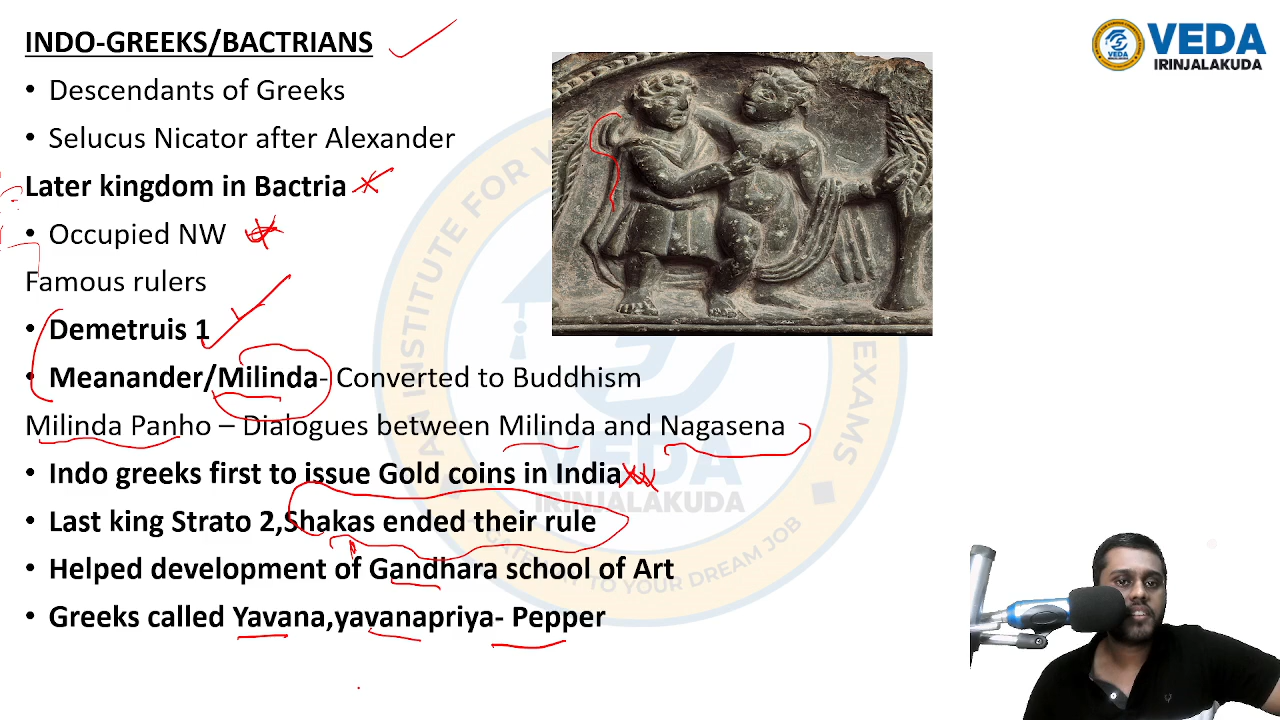 INDO-GREEKS/BACTRIANS
• Descendants of Greeks
• Selucus Nicator after Alexander
Later kingdom in Bactria
• Occupied NW
Famous rulers
• Demetruis 1
• Meanander/Milinda- Converted to Buddhism
Milinda Panho – Dialogues between Milinda and Nagasena
• Indo greeks first to issue Gold coins in India
• Last king Strato 2,Shakas ended their rule
• Helped development of Gandhara school of Art
• Greeks called Yavana,yavanapriya- Pepper
VEDA
IRINJALAKUDA
VEDA
VEDA
IRINJALAKUDA